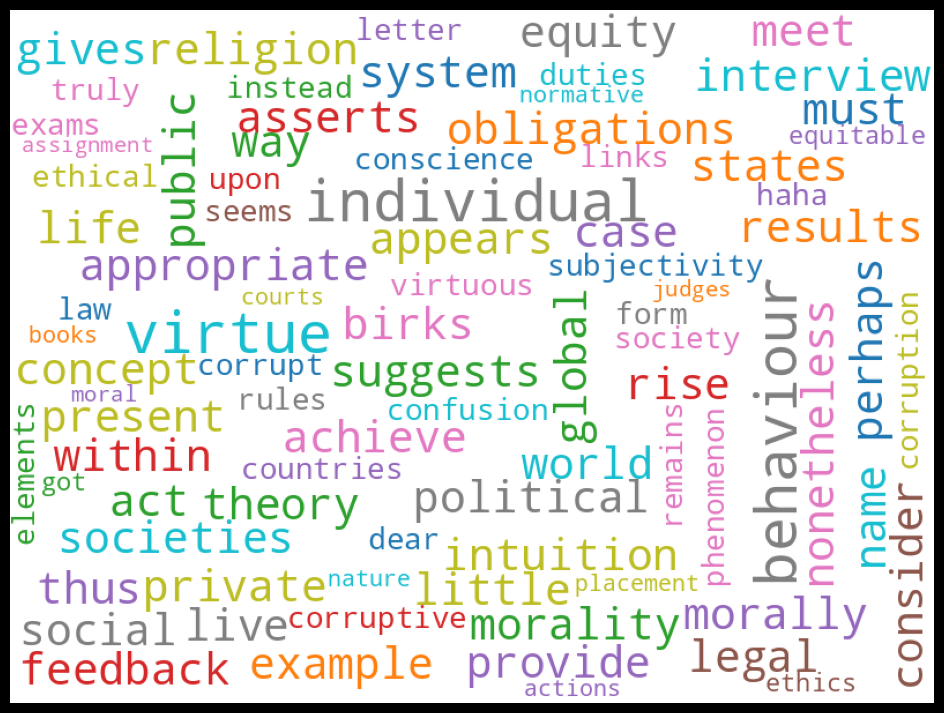 letter equity meet
gives religion
system duties interview
truly instead normative
public asserts must
exams way obligations equitable
assignment conscience links states
ethical upon
seems individual haha
life appears case results
appropriate subjectivity
virtuous judges perhaps
law courts global form behaviour nonetheless corruption
books virtue birks society
concept corrupt suggests rise
moral rules confusion
present achieve remains phenomenon
elements within countries world
got act theory political name consider
societies dear intuition
thus private nature little placement
social live corruptive morality morally
feedback example provide legal
actions ethics